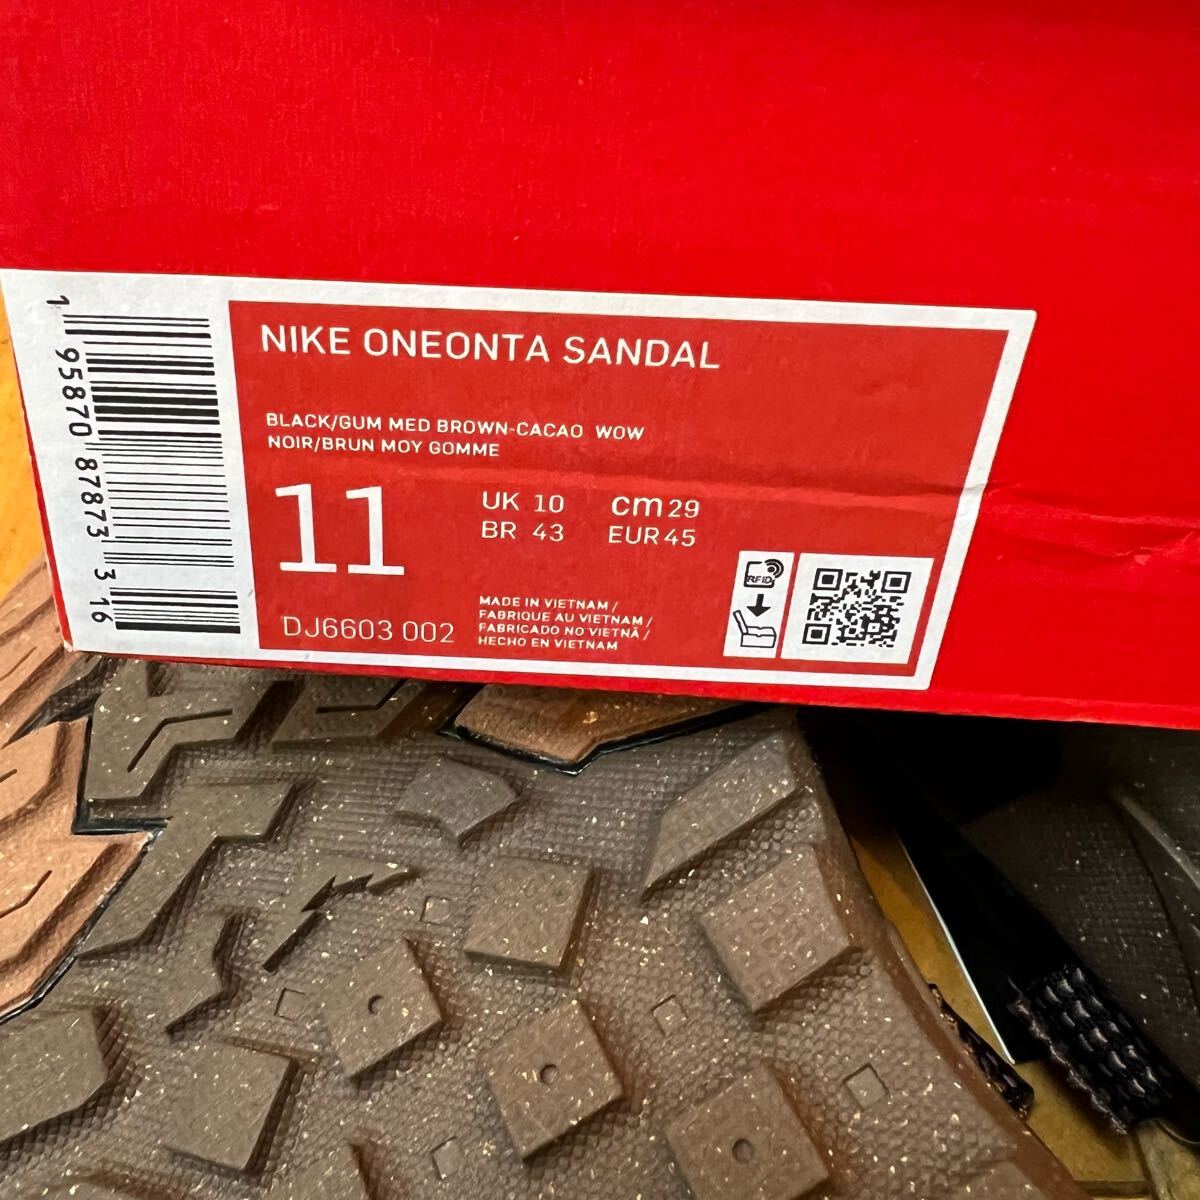 NIKE ONEONTA SANDAL
BLACK/GUM MED BROWN-CACAO WOW
NOIR/BRUN MOY GOMME
11
UK 10 cm 29
BR 43 EUR 45
DJ6603 002
MADE IN VIETNAM /
FABRIQUE AU VIETNAM /
FABRICADO NO VIETNÃ /
HECHO EN VIETNAM
RFID
1 95870 87873 3 16